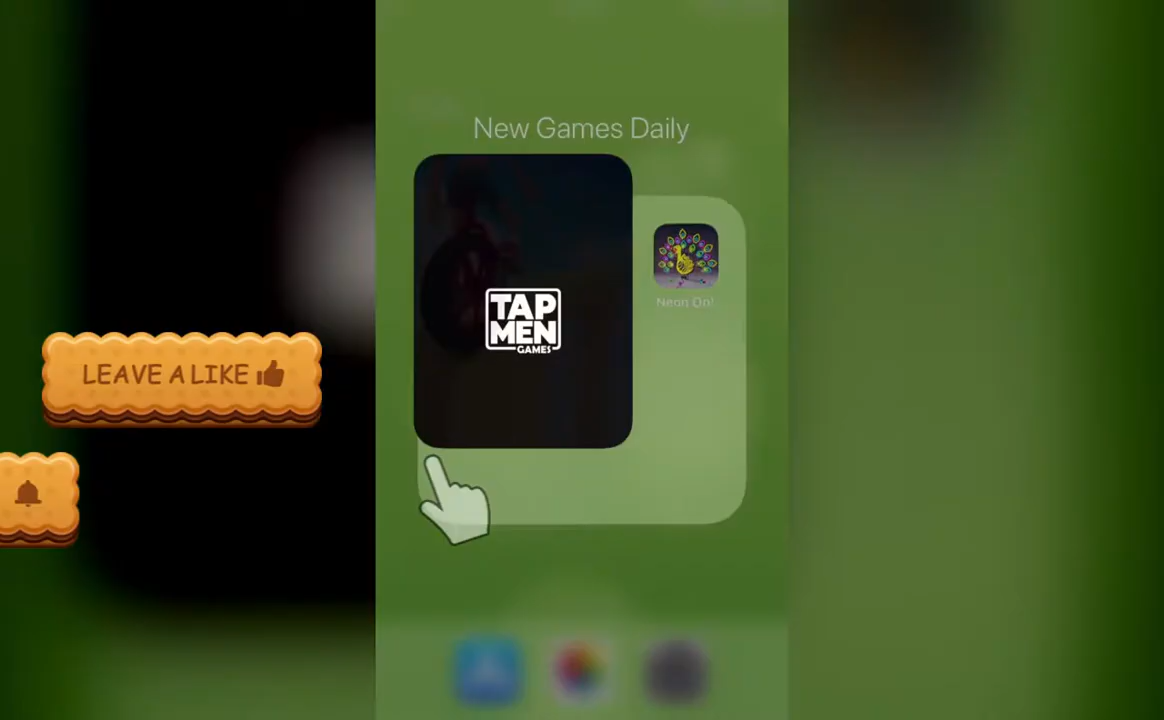 New Games Daily
TAP
MEN
GAMES
Neon On!
LEAVE A LIKE